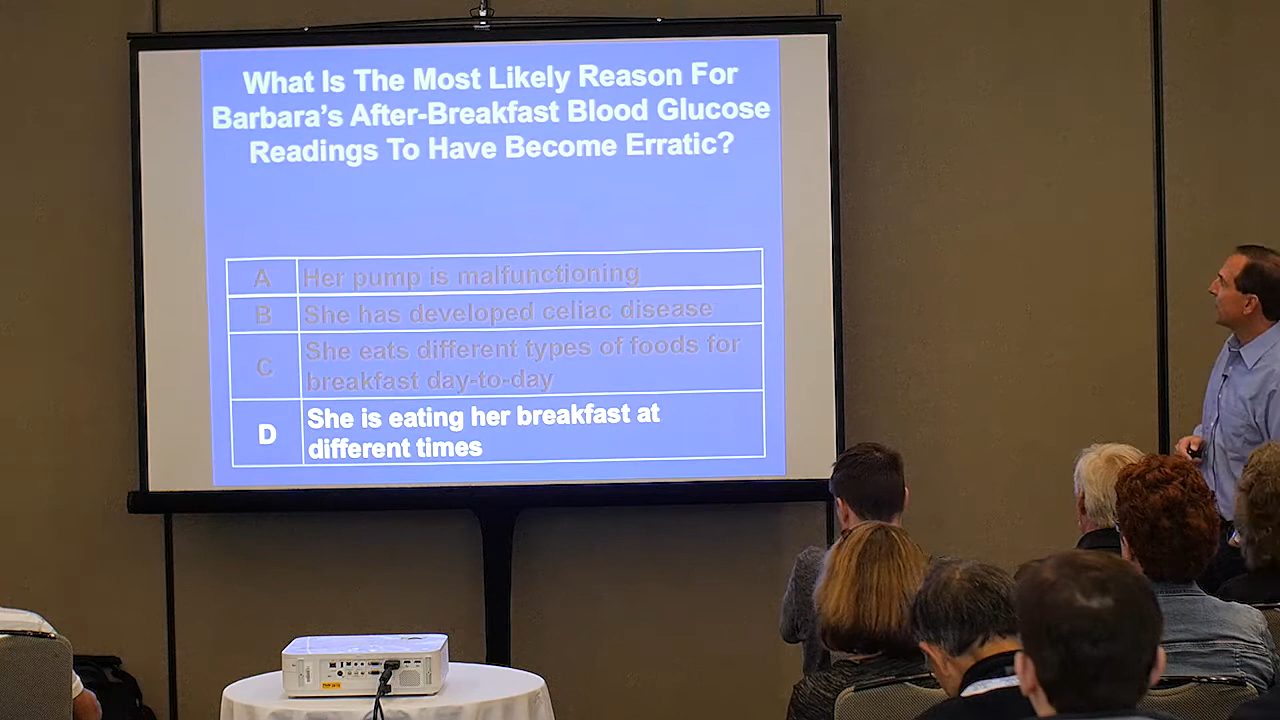 What Is The Most Likely Reason For
Barbara's After-Breakfast Blood Glucose
Readings To Have Become Erratic?
A Her pump is malfunctioning
B She has developed celiac disease
C She eats different types of foods for
breakfast day-to-day
D She is eating her breakfast at
different times